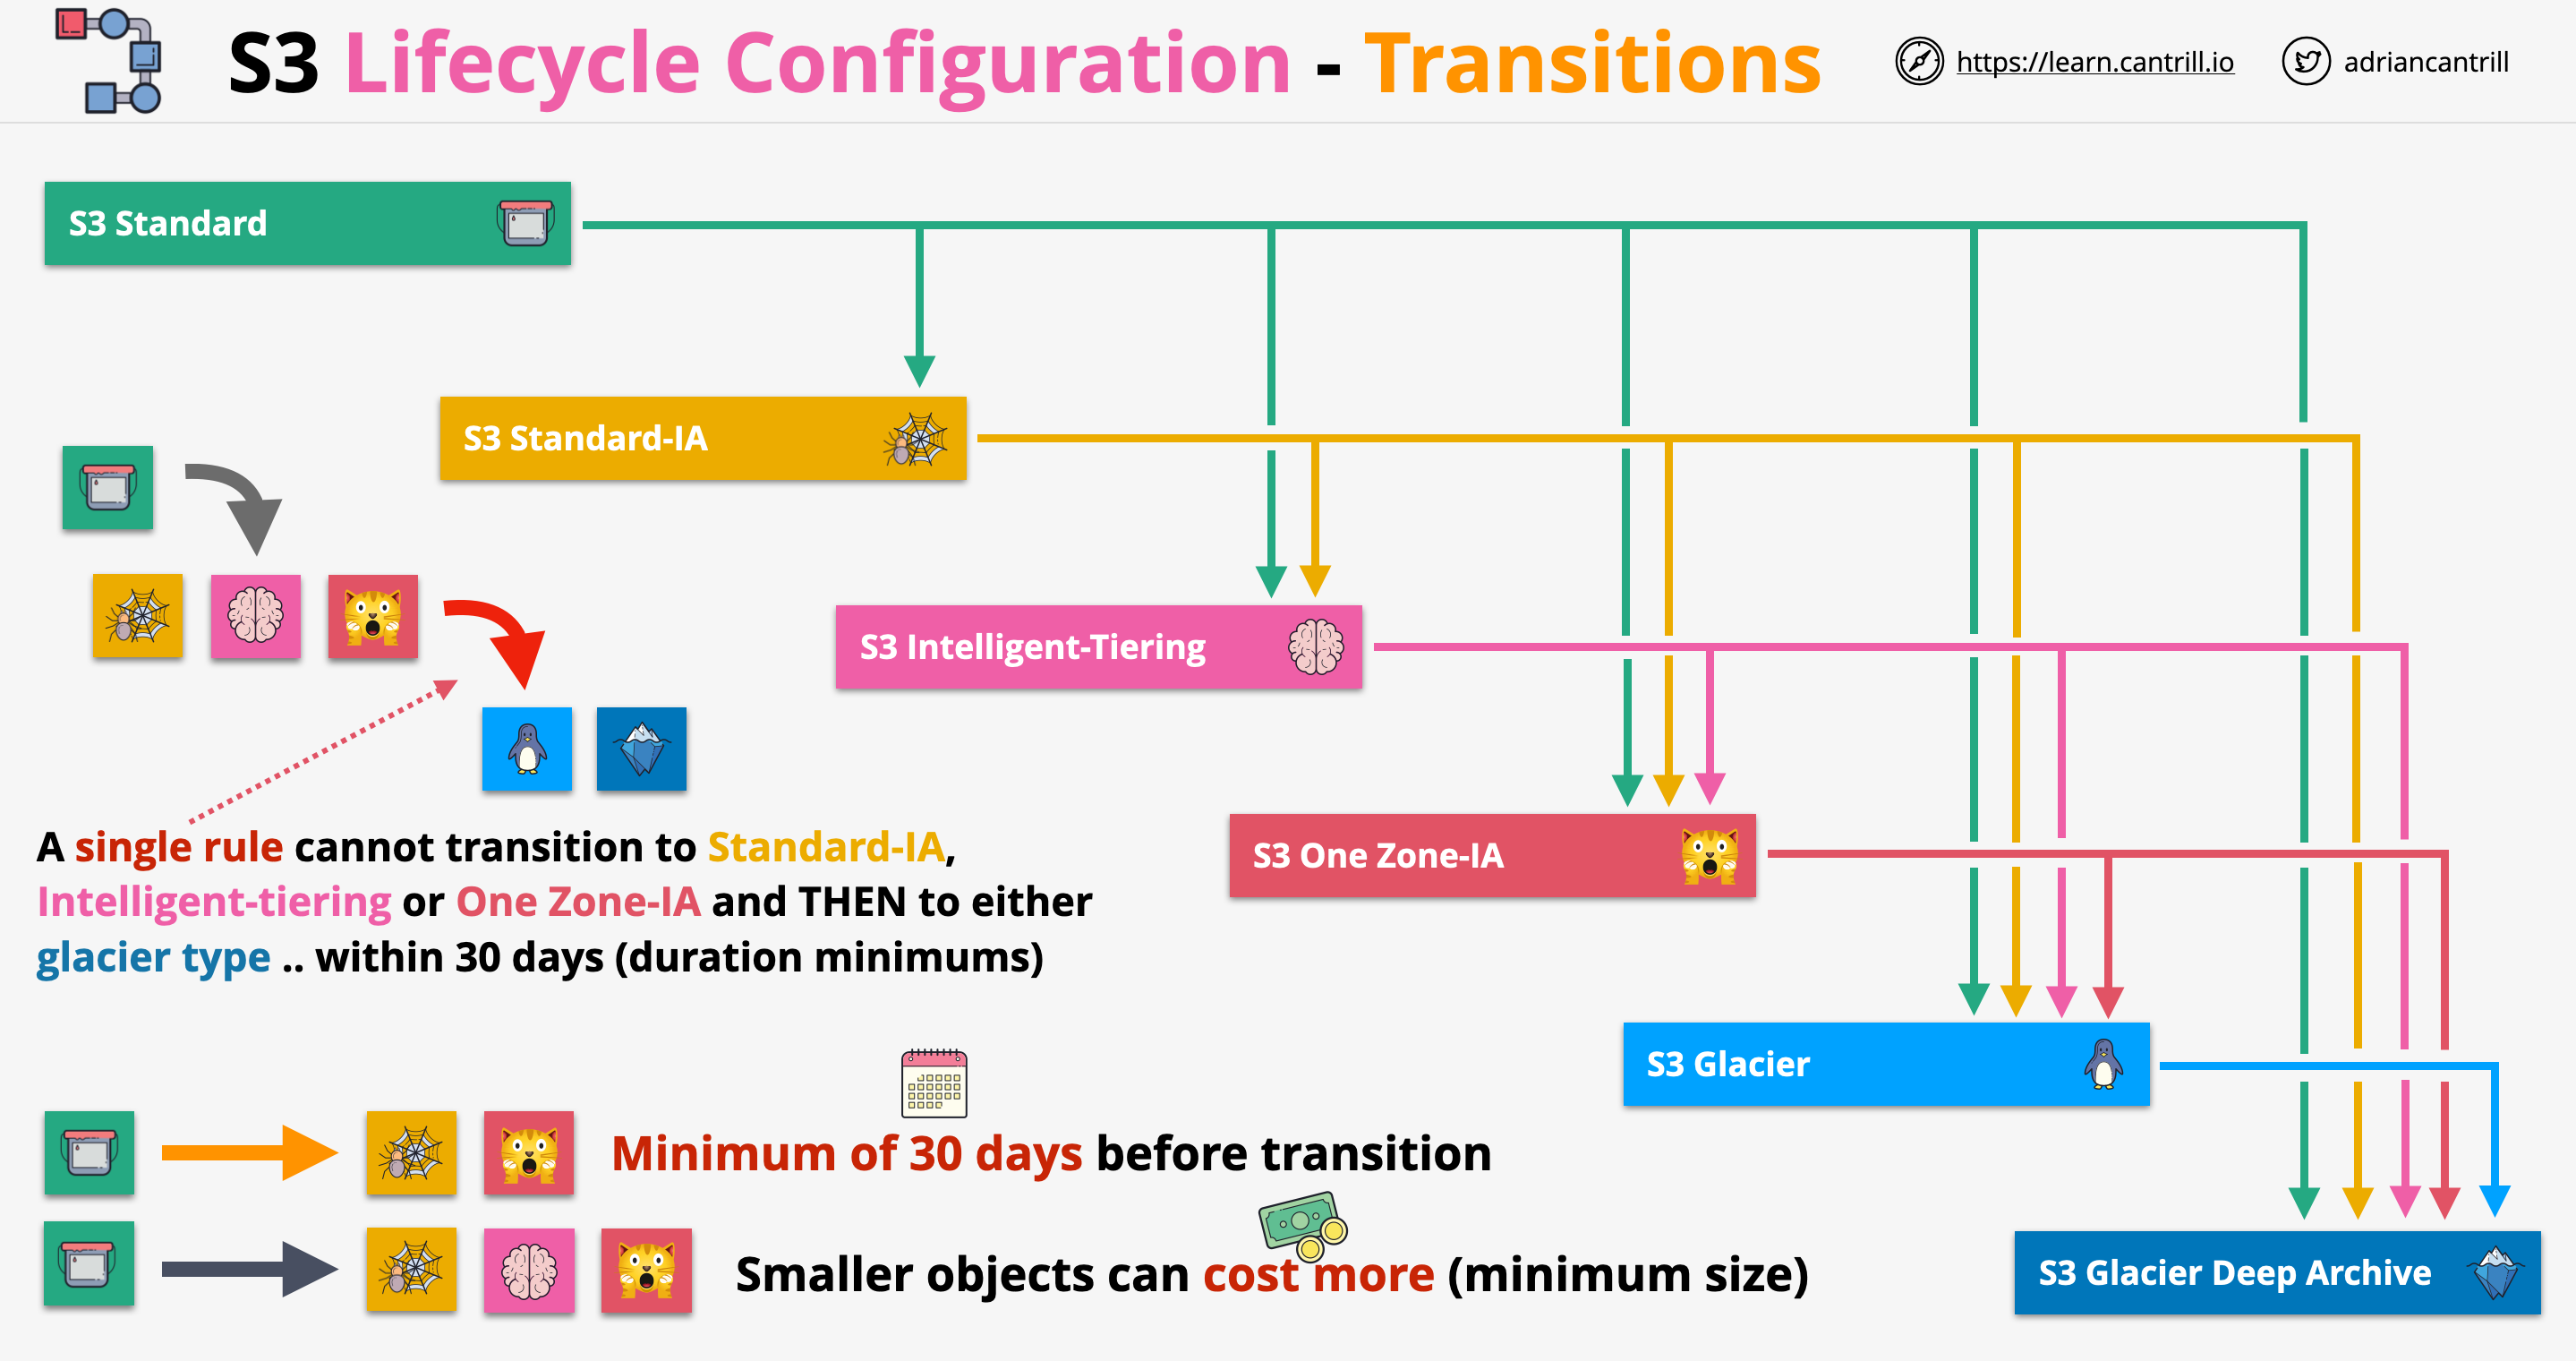 S3 Lifecycle Configuration - Transitions
https://learn.cantrill.io
adriancantrill
S3 Standard
S3 Standard-IA
S3 Intelligent-Tiering
S3 One Zone-IA
A single rule cannot transition to Standard-IA,
Intelligent-tiering or One Zone-IA and THEN to either
glacier type .. within 30 days (duration minimums)
S3 Glacier
Minimum of 30 days before transition
Smaller objects can cost more (minimum size)
S3 Glacier Deep Archive